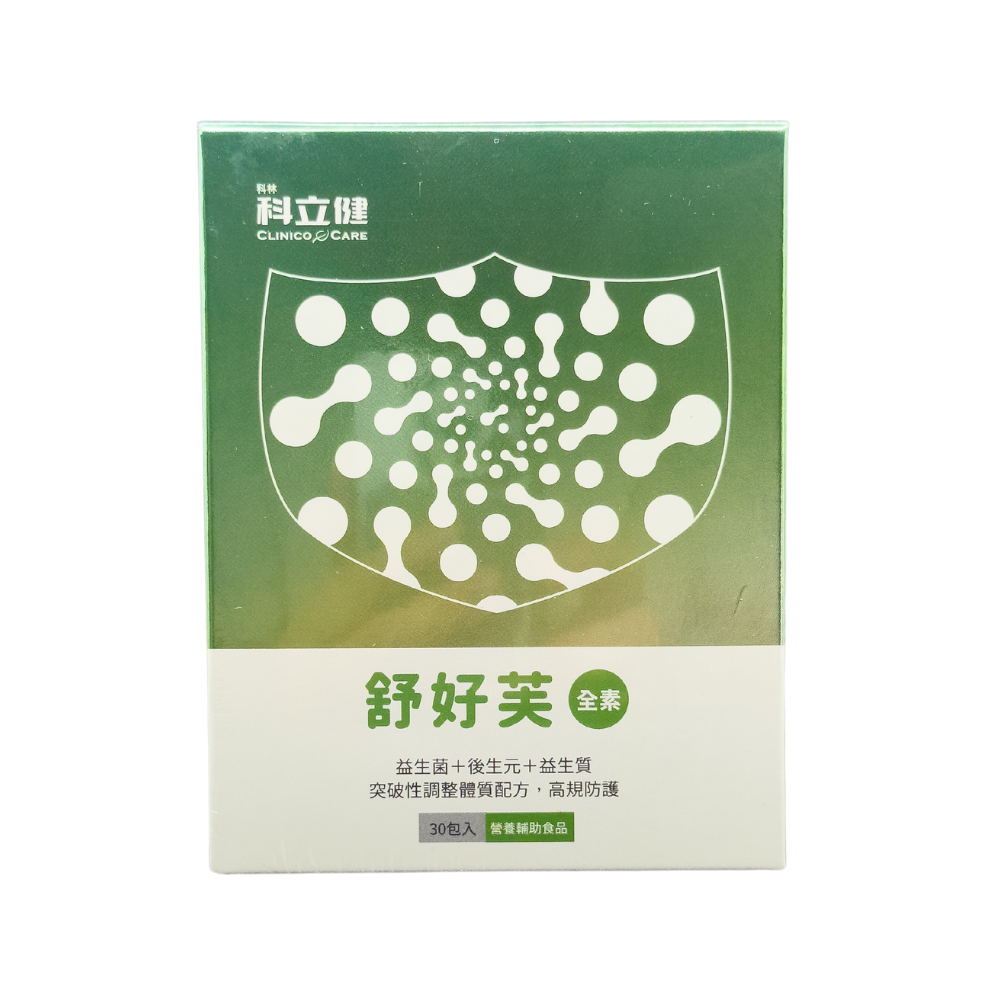 科林
科立健
CLINICO CARE
舒好芙 全素
益生菌＋後生元＋益生質
突破性調整體質配方，高規防護
30包入 營養輔助食品